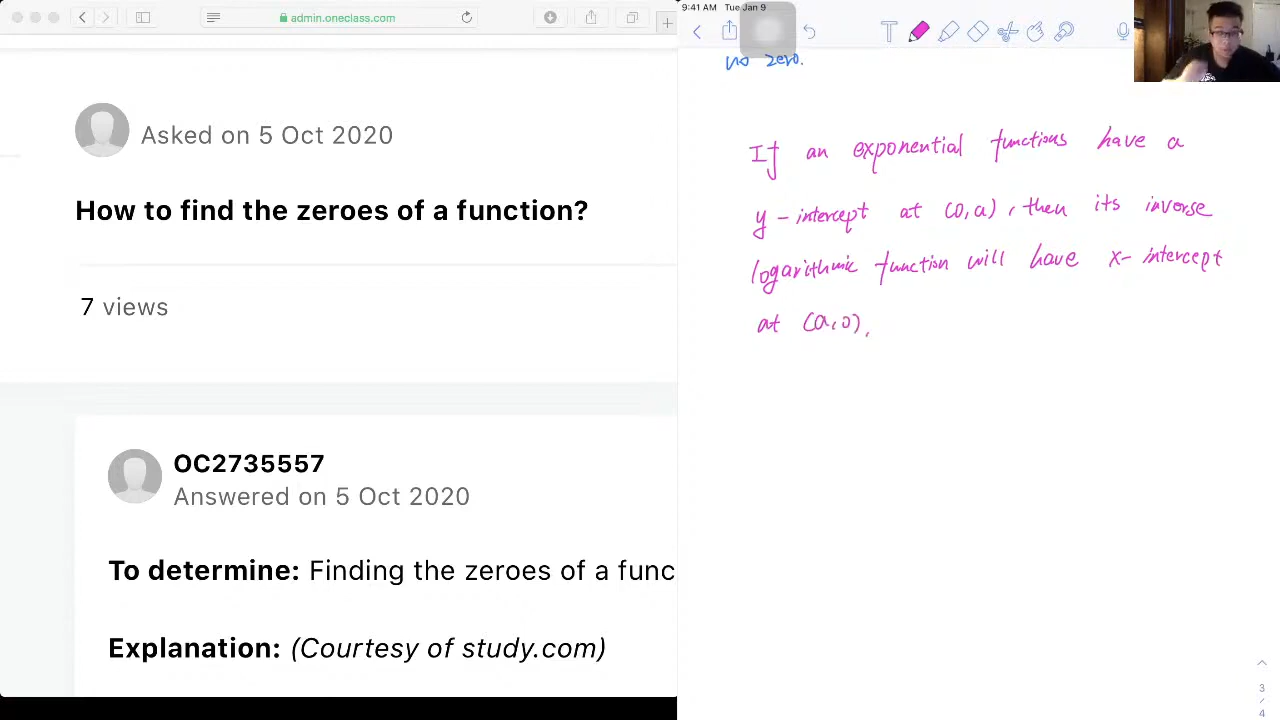 admin.oneclass.com
Asked on 5 Oct 2020
How to find the zeroes of a function?
7 views
OC2735557
Answered on 5 Oct 2020
To determine: Finding the zeroes of a func
Explanation: (Courtesy of study.com)
9:41 AM Tue Jan 9
T
no zero.
If an exponential functions have a
y-intercept at (0,a), then its inverse
logarithmic function will have x-intercept
at (a,0).
3
/
4